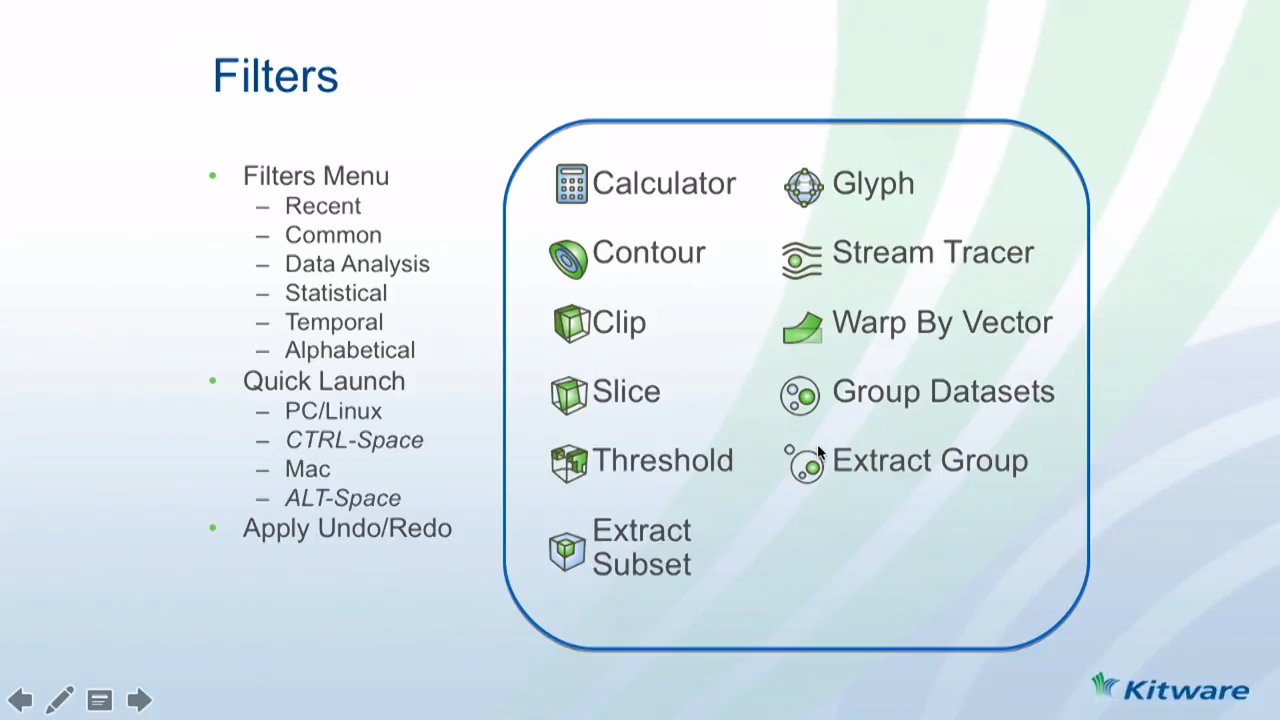 Filters
• Filters Menu
– Recent
– Common
– Data Analysis
– Statistical
– Temporal
– Alphabetical
• Quick Launch
– PC/Linux
– CTRL-Space
– Mac
– ALT-Space
• Apply Undo/Redo
Calculator
Contour
Clip
Slice
Threshold
Extract
Subset
Glyph
Stream Tracer
Warp By Vector
Group Datasets
Extract Group
Kitware